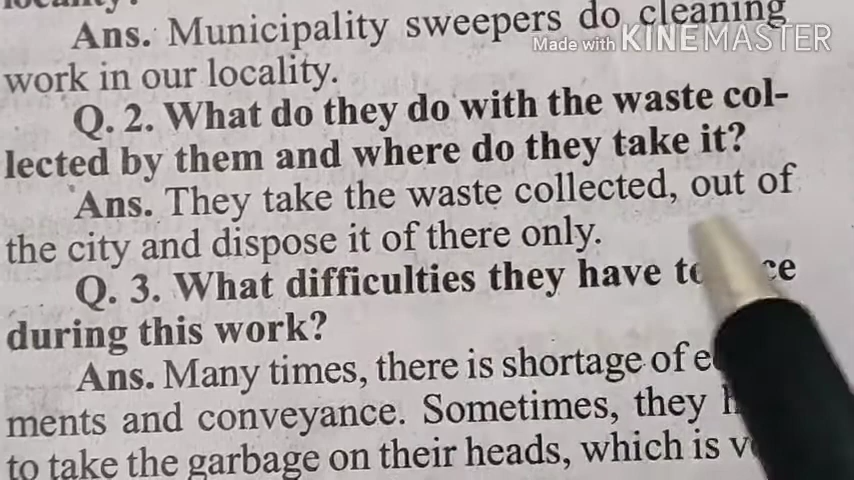 Ans. Municipality sweepers do cleaning
Made with KINEMASTER
work in our locality.
Q. 2. What do they do with the waste col-
lected by them and where do they take it?
Ans. They take the waste collected, out of
the city and dispose it of there only.
Q. 3. What difficulties they have
during this work?
Ans. Many times, there is shortage of
ments and conveyance. Sometimes, they
to take the garbage on their heads, which is